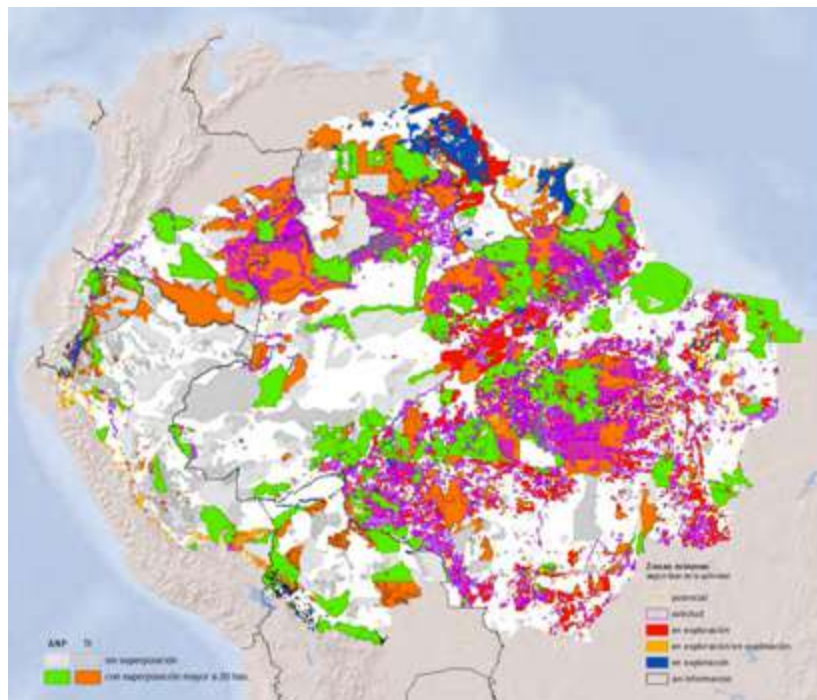 ANP TI
sin superposición
con superposición mayor a 20 has.
Zonas mineras
según fase de la actividad
potencial
solicitud
en exploración
en exploración/en explotación
en explotación
sin información